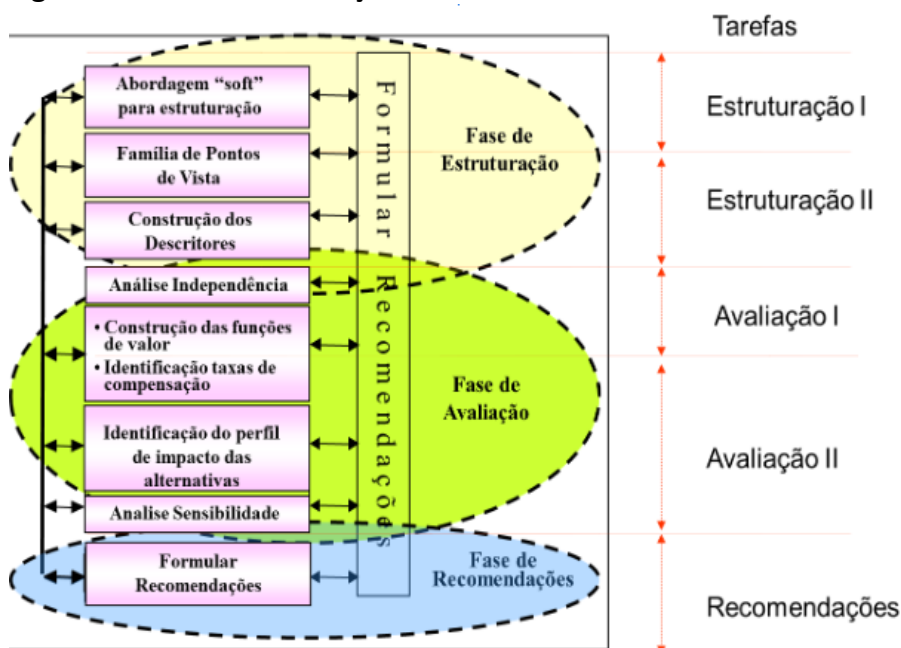 Tarefas
Abordagem “soft”
para estruturação
Família de Pontos
de Vista
Construção dos
Descritores
Análise Independência
• Construção das funções
de valor
• Identificação taxas de
compensação
Identificação do perfil
de impacto das
alternativas
Analise Sensibilidade
Formular
Recomendações
Formular Recomendações
Fase de
Estruturação
Fase de
Avaliação
Fase de
Recomendações
Estruturação I
Estruturação II
Avaliação I
Avaliação II
Recomendações